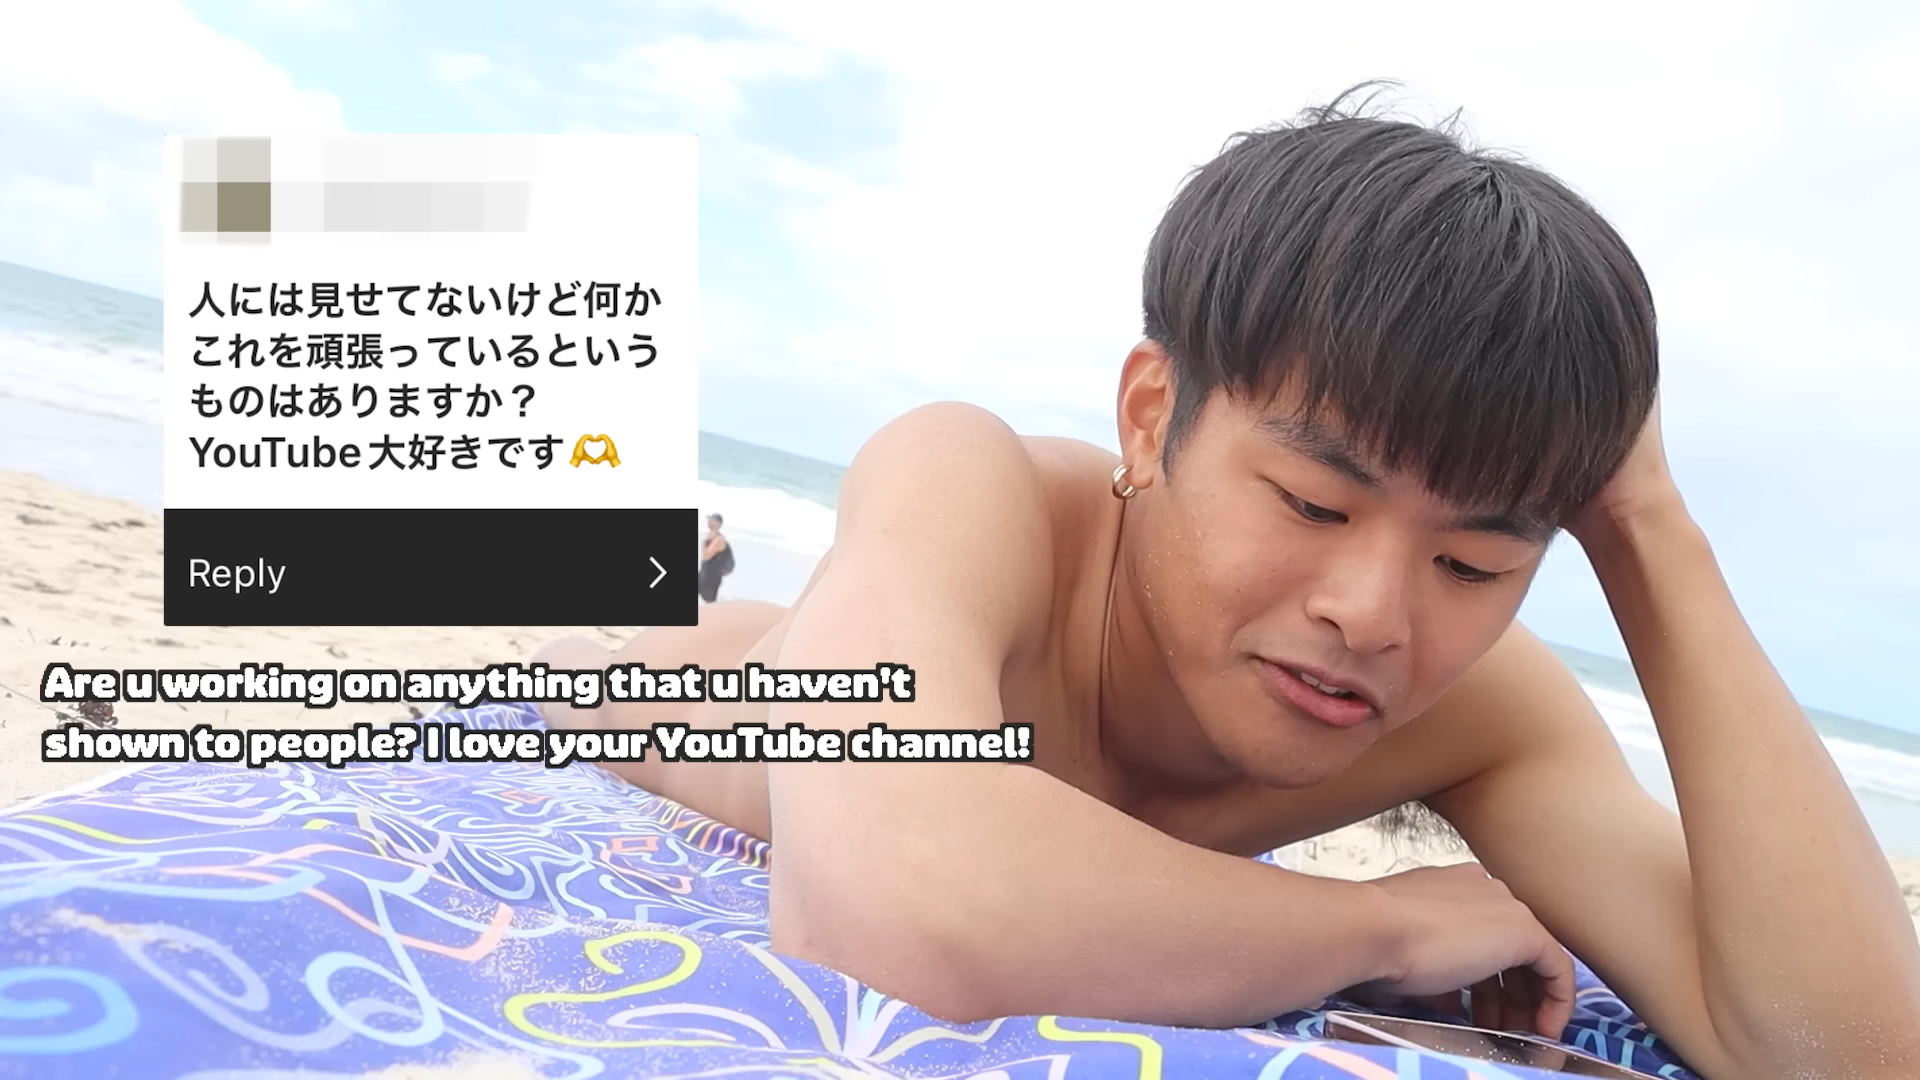 人には見せてないけど何か
これを頑張っているという
ものはありますか？
YouTube大好きです🫶
Reply
Are u working on anything that u haven't
shown to people? I love your YouTube channel!